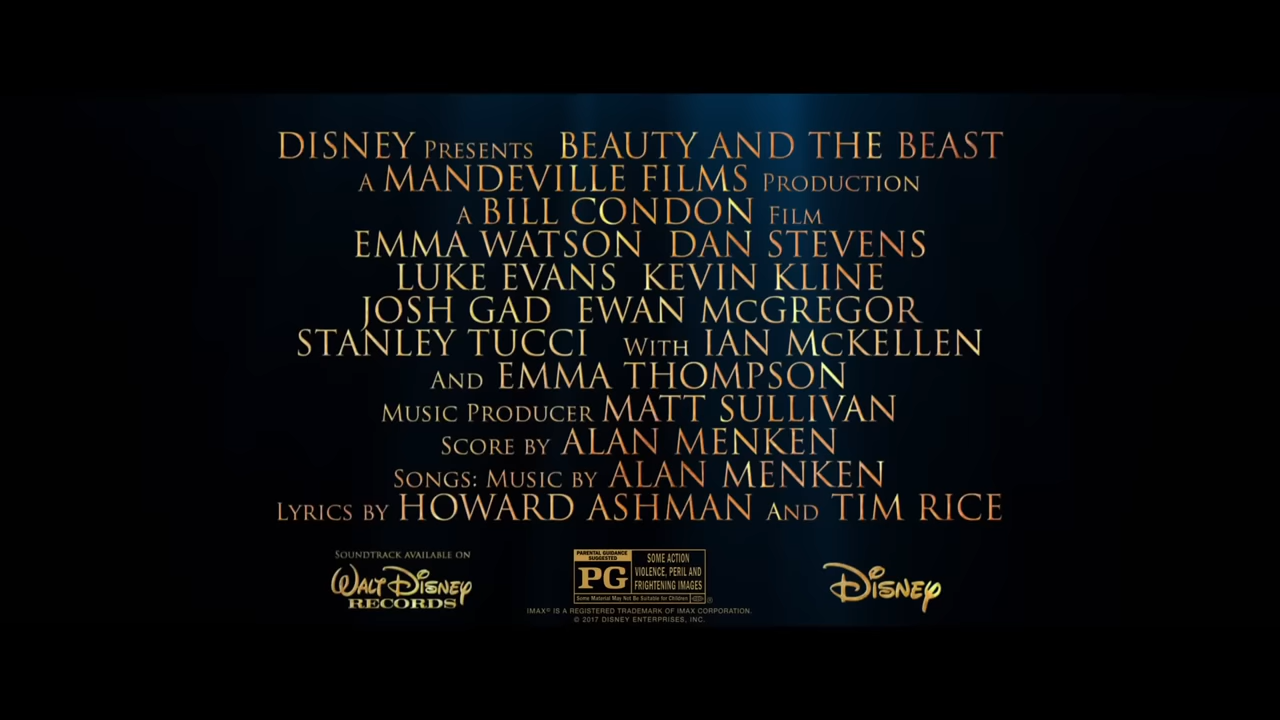 DISNEY PRESENTS BEAUTY AND THE BEAST
A MANDEVILLE FILMS PRODUCTION
A BILL CONDON FILM
EMMA WATSON DAN STEVENS
LUKE EVANS KEVIN KLINE
JOSH GAD EWAN McGREGOR
STANLEY TUCCI WITH IAN McKELLEN
AND EMMA THOMPSON
MUSIC PRODUCER MATT SULLIVAN
SCORE BY ALAN MENKEN
SONGS: MUSIC BY ALAN MENKEN
LYRICS BY HOWARD ASHMAN AND TIM RICE
SOUNDTRACK AVAILABLE ON
WALT DISNEY
RECORDS
PARENTAL GUIDANCE
SUGGESTED
PG
SOME ACTION
VIOLENCE, PERIL AND
FRIGHTENING IMAGES
Some Material May Not Be Suitable for Children
DISNEY
IMAX® IS A REGISTERED TRADEMARK OF IMAX CORPORATION.
© 2017 DISNEY ENTERPRISES, INC.